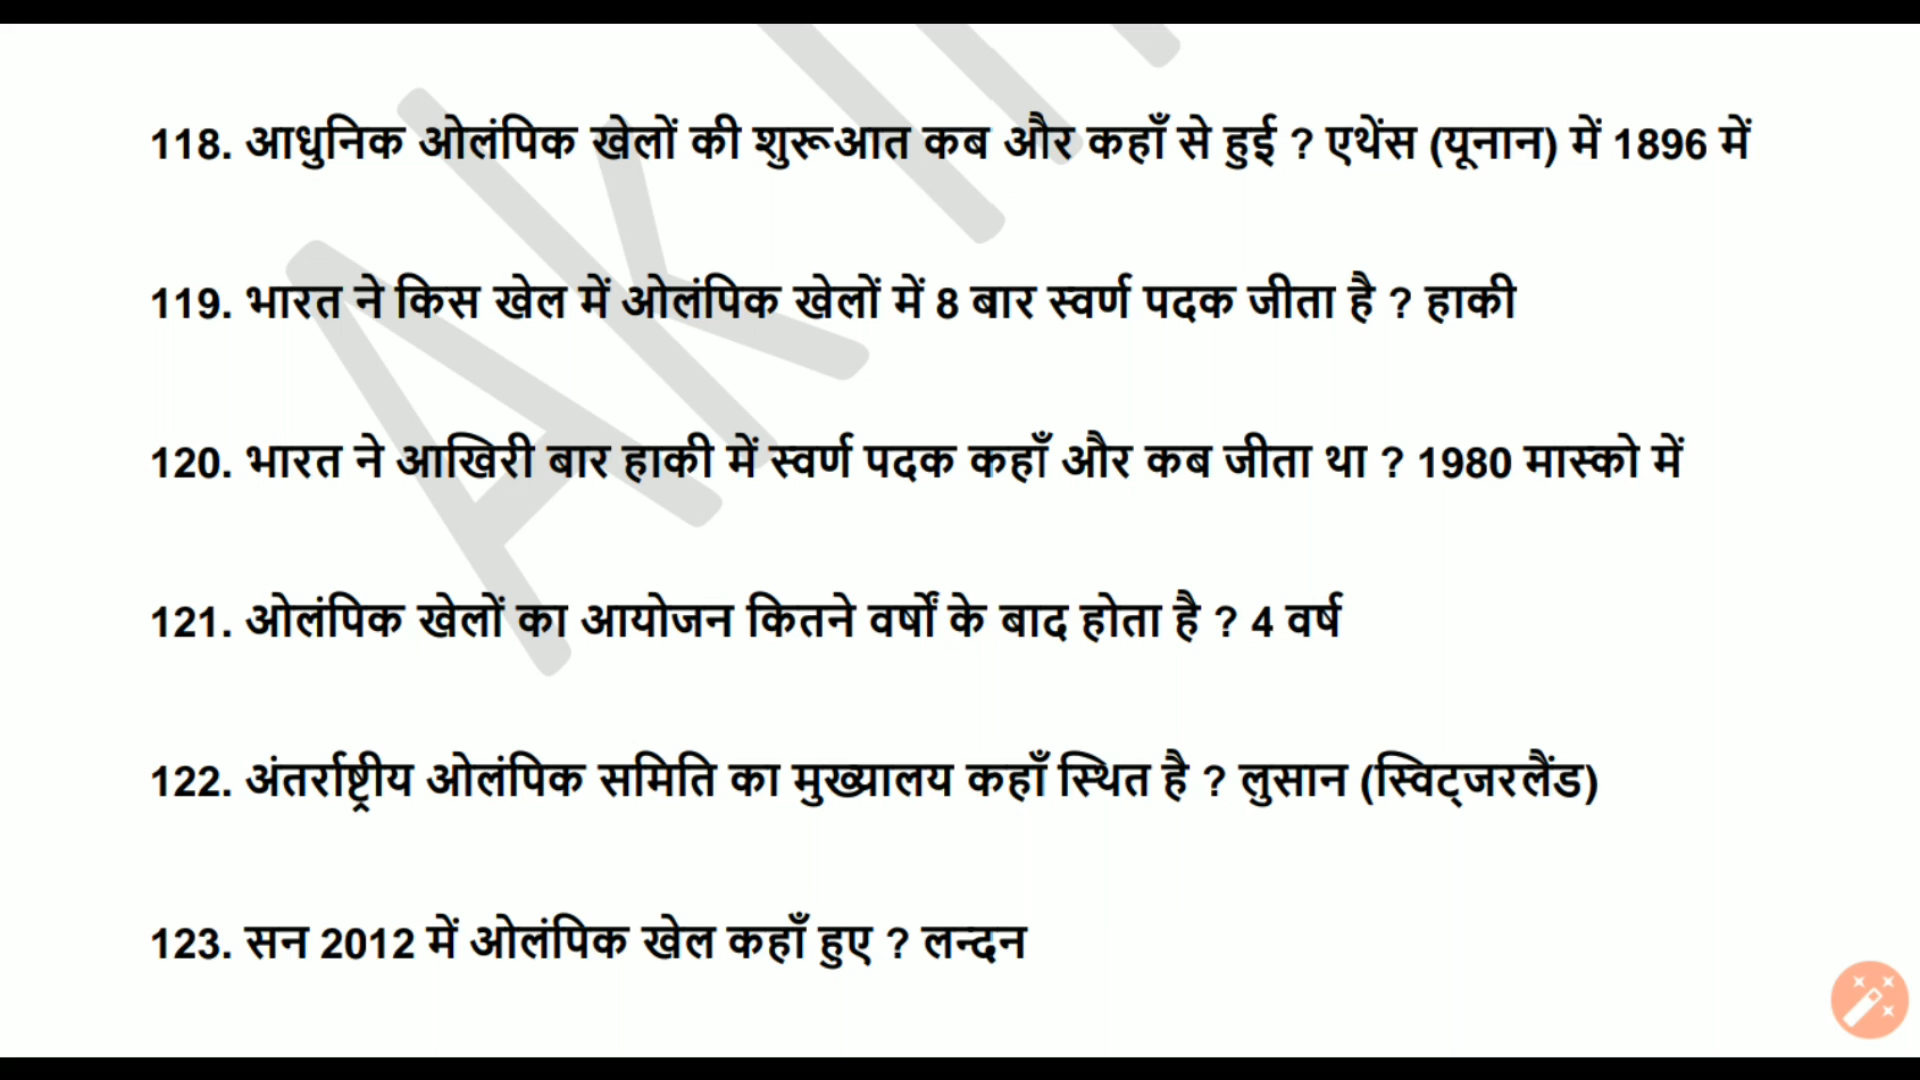 118. आधुनिक ओलंपिक खेलों की शुरूआत कब और कहाँ से हुई ? एथेंस (यूनान) में 1896 में
119. भारत ने किस खेल में ओलंपिक खेलों में 8 बार स्वर्ण पदक जीता है ? हाकी
120. भारत ने आखिरी बार हाकी में स्वर्ण पदक कहाँ और कब जीता था ? 1980 मास्को में
121. ओलंपिक खेलों का आयोजन कितने वर्षों के बाद होता है ? 4 वर्ष
122. अंतर्राष्ट्रीय ओलंपिक समिति का मुख्यालय कहाँ स्थित है ? लुसान (स्विट्जरलैंड)
123. सन 2012 में ओलंपिक खेल कहाँ हुए ? लन्दन